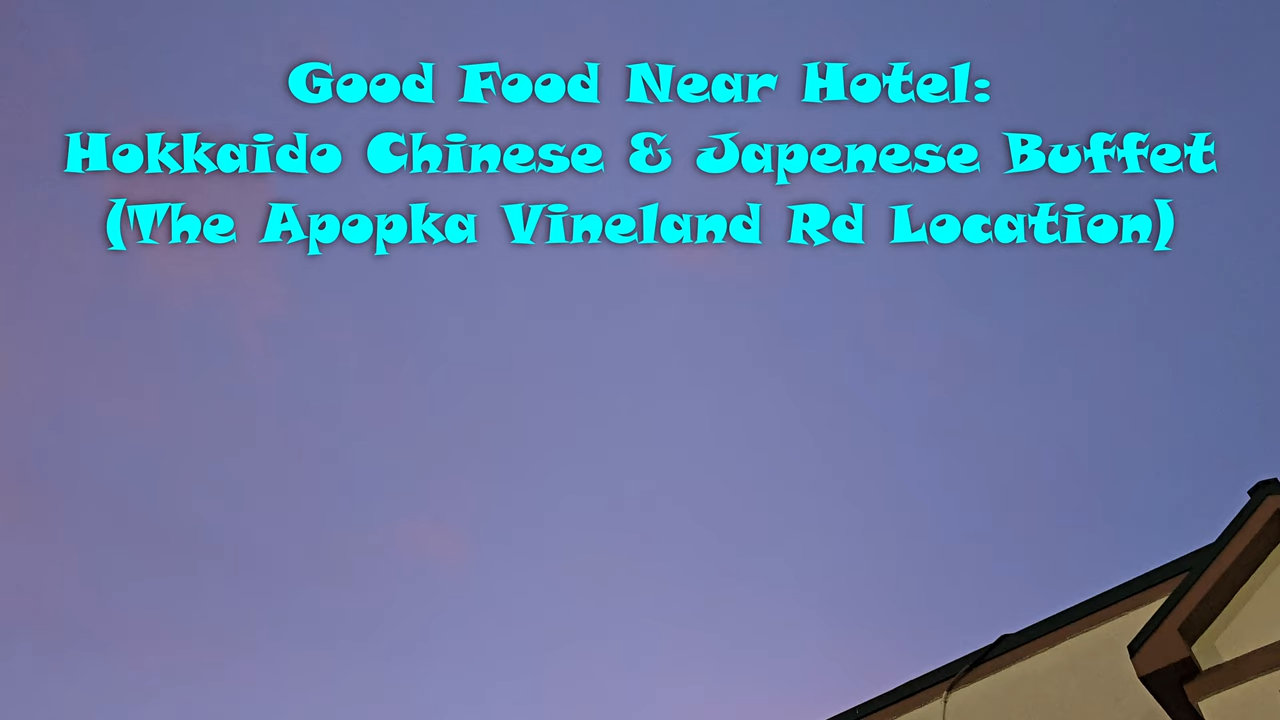 Good Food Near Hotel:
Hokkaido Chinese & Japenese Buffet
(The Apopka Vineland Rd Location)